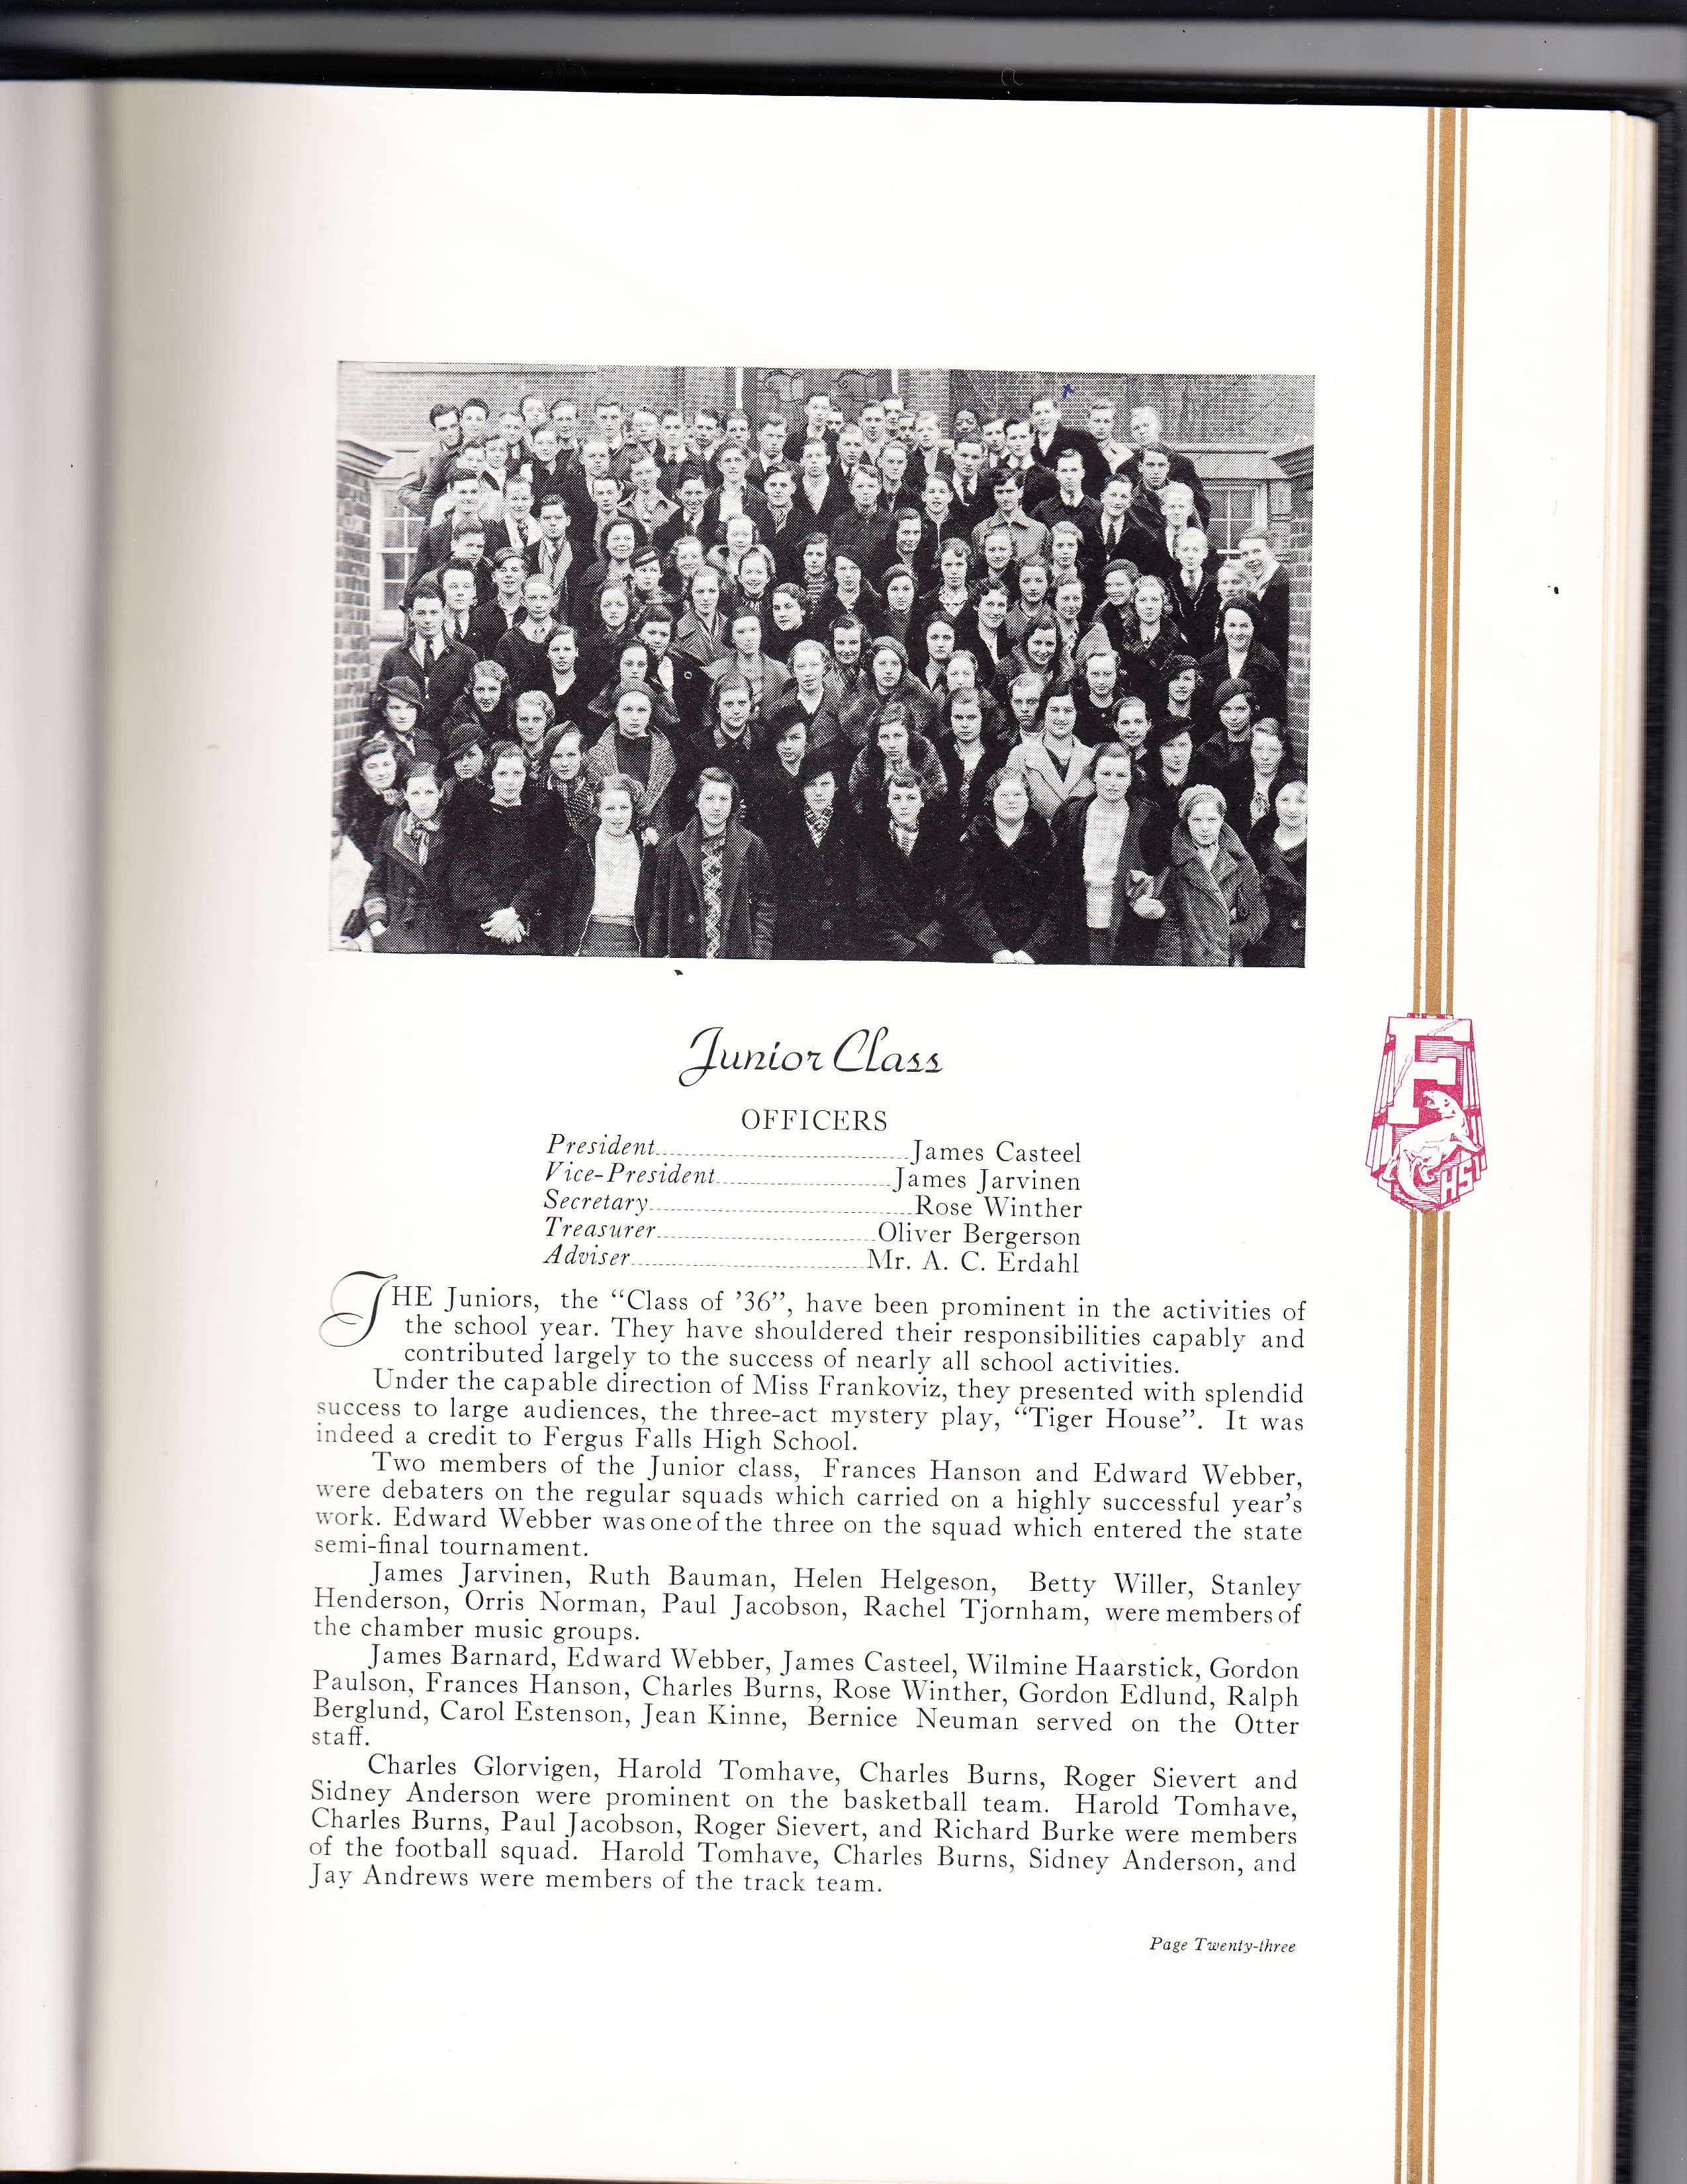 Junior Class
OFFICERS
President James Casteel
Vice-President James Jarvinen
Secretary Rose Winther
Treasurer Oliver Bergerson
Adviser Mr. A. C. Erdahl
THE Juniors, the “Class of ’36”, have been prominent in the activities of
the school year. They have shouldered their responsibilities capably and
contributed largely to the success of nearly all school activities.
Under the capable direction of Miss Frankoviz, they presented with splendid
success to large audiences, the three-act mystery play, “Tiger House”. It was
indeed a credit to Fergus Falls High School.
Two members of the Junior class, Frances Hanson and Edward Webber,
were debaters on the regular squads which carried on a highly successful year’s
work. Edward Webber was one of the three on the squad which entered the state
semi-final tournament.
James Jarvinen, Ruth Bauman, Helen Helgeson, Betty Willer, Stanley
Henderson, Orris Norman, Paul Jacobson, Rachel Tjornham, were members of
the chamber music groups.
James Barnard, Edward Webber, James Casteel, Wilmine Haarstick, Gordon
Paulson, Frances Hanson, Charles Burns, Rose Winther, Gordon Edlund, Ralph
Berglund, Carol Estenson, Jean Kinne, Bernice Neuman served on the Otter
staff.
Charles Glorvigen, Harold Tomhave, Charles Burns, Roger Sievert and
Sidney Anderson were prominent on the basketball team. Harold Tomhave,
Charles Burns, Paul Jacobson, Roger Sievert, and Richard Burke were members
of the football squad. Harold Tomhave, Charles Burns, Sidney Anderson, and
Jay Andrews were members of the track team.
Page Twenty-three
F
HS